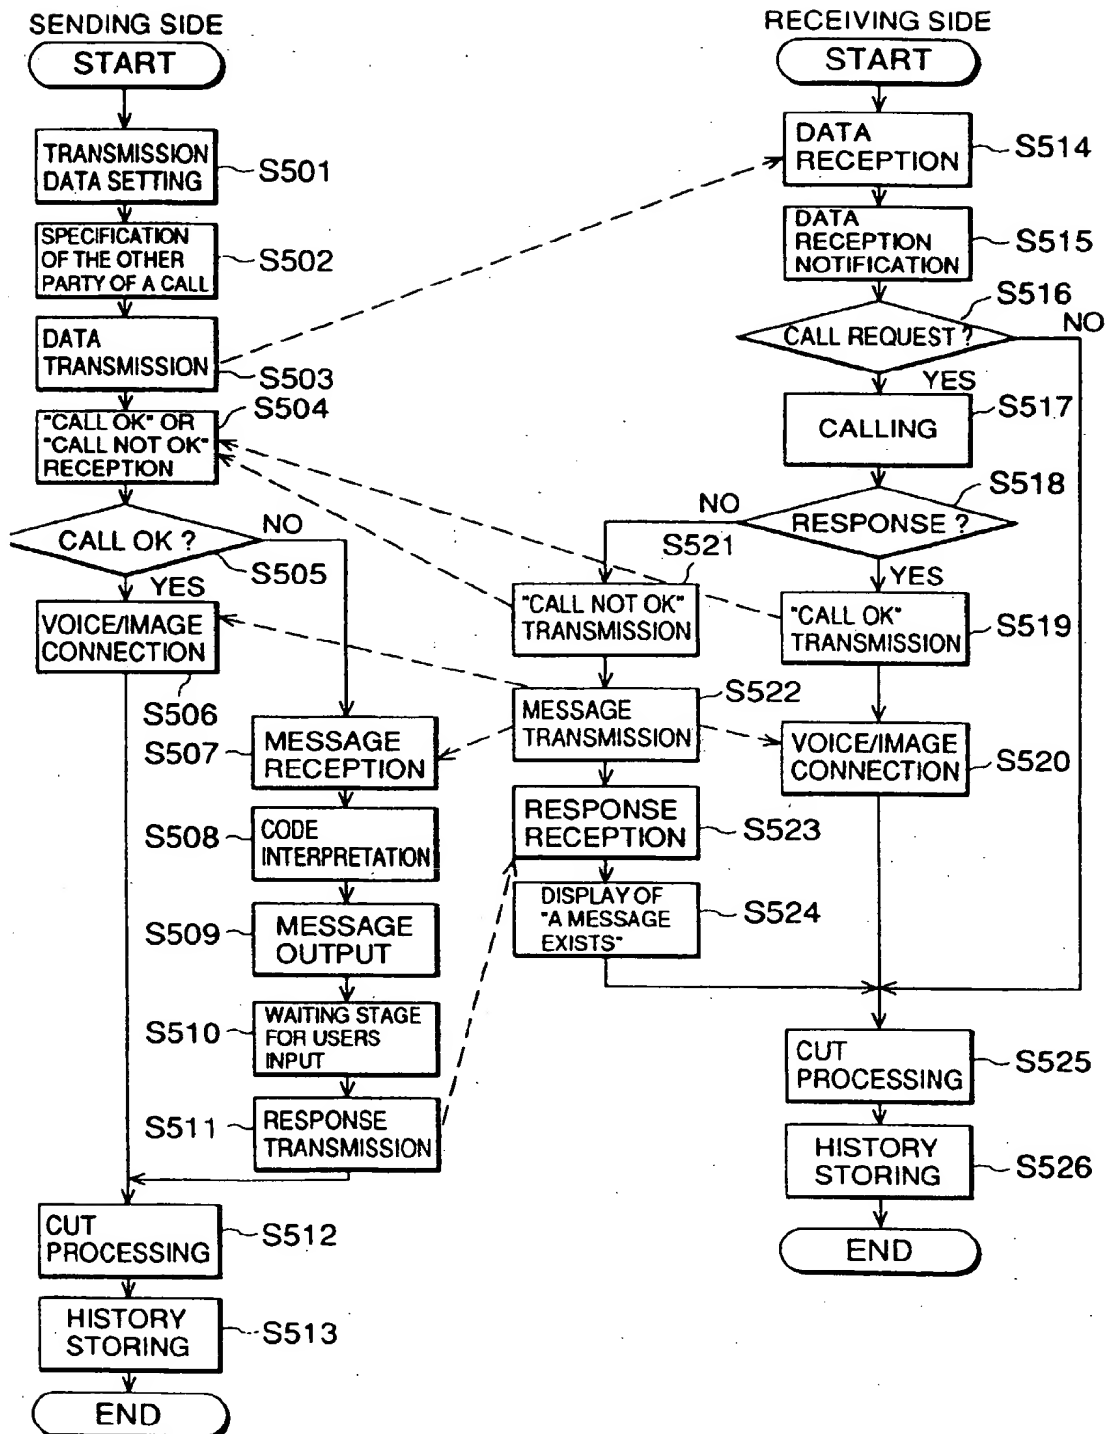 SENDING SIDE
START
TRANSMISSION
DATA SETTING
S501
SPECIFICATION
OF THE OTHER
PARTY OF A CALL
S502
DATA
TRANSMISSION
S503
"CALL OK" OR
"CALL NOT OK"
RECEPTION
S504
CALL OK ?
NO
S505
YES
VOICE/IMAGE
CONNECTION
S506
S507
MESSAGE
RECEPTION
S508
CODE
INTERPRETATION
S509
MESSAGE
OUTPUT
S510
WAITING STAGE
FOR USERS
INPUT
S511
RESPONSE
TRANSMISSION
CUT
PROCESSING
S512
HISTORY
STORING
S513
END
RECEIVING SIDE
START
DATA
RECEPTION
S514
DATA
RECEPTION
NOTIFICATION
S515
S516
CALL REQUEST ?
NO
YES
CALLING
S517
S518
RESPONSE ?
NO
YES
S521
"CALL NOT OK"
TRANSMISSION
"CALL OK"
TRANSMISSION
S519
MESSAGE
TRANSMISSION
S522
VOICE/IMAGE
CONNECTION
S520
RESPONSE
RECEPTION
S523
DISPLAY OF
"A MESSAGE
EXISTS"
S524
CUT
PROCESSING
S525
HISTORY
STORING
S526
END